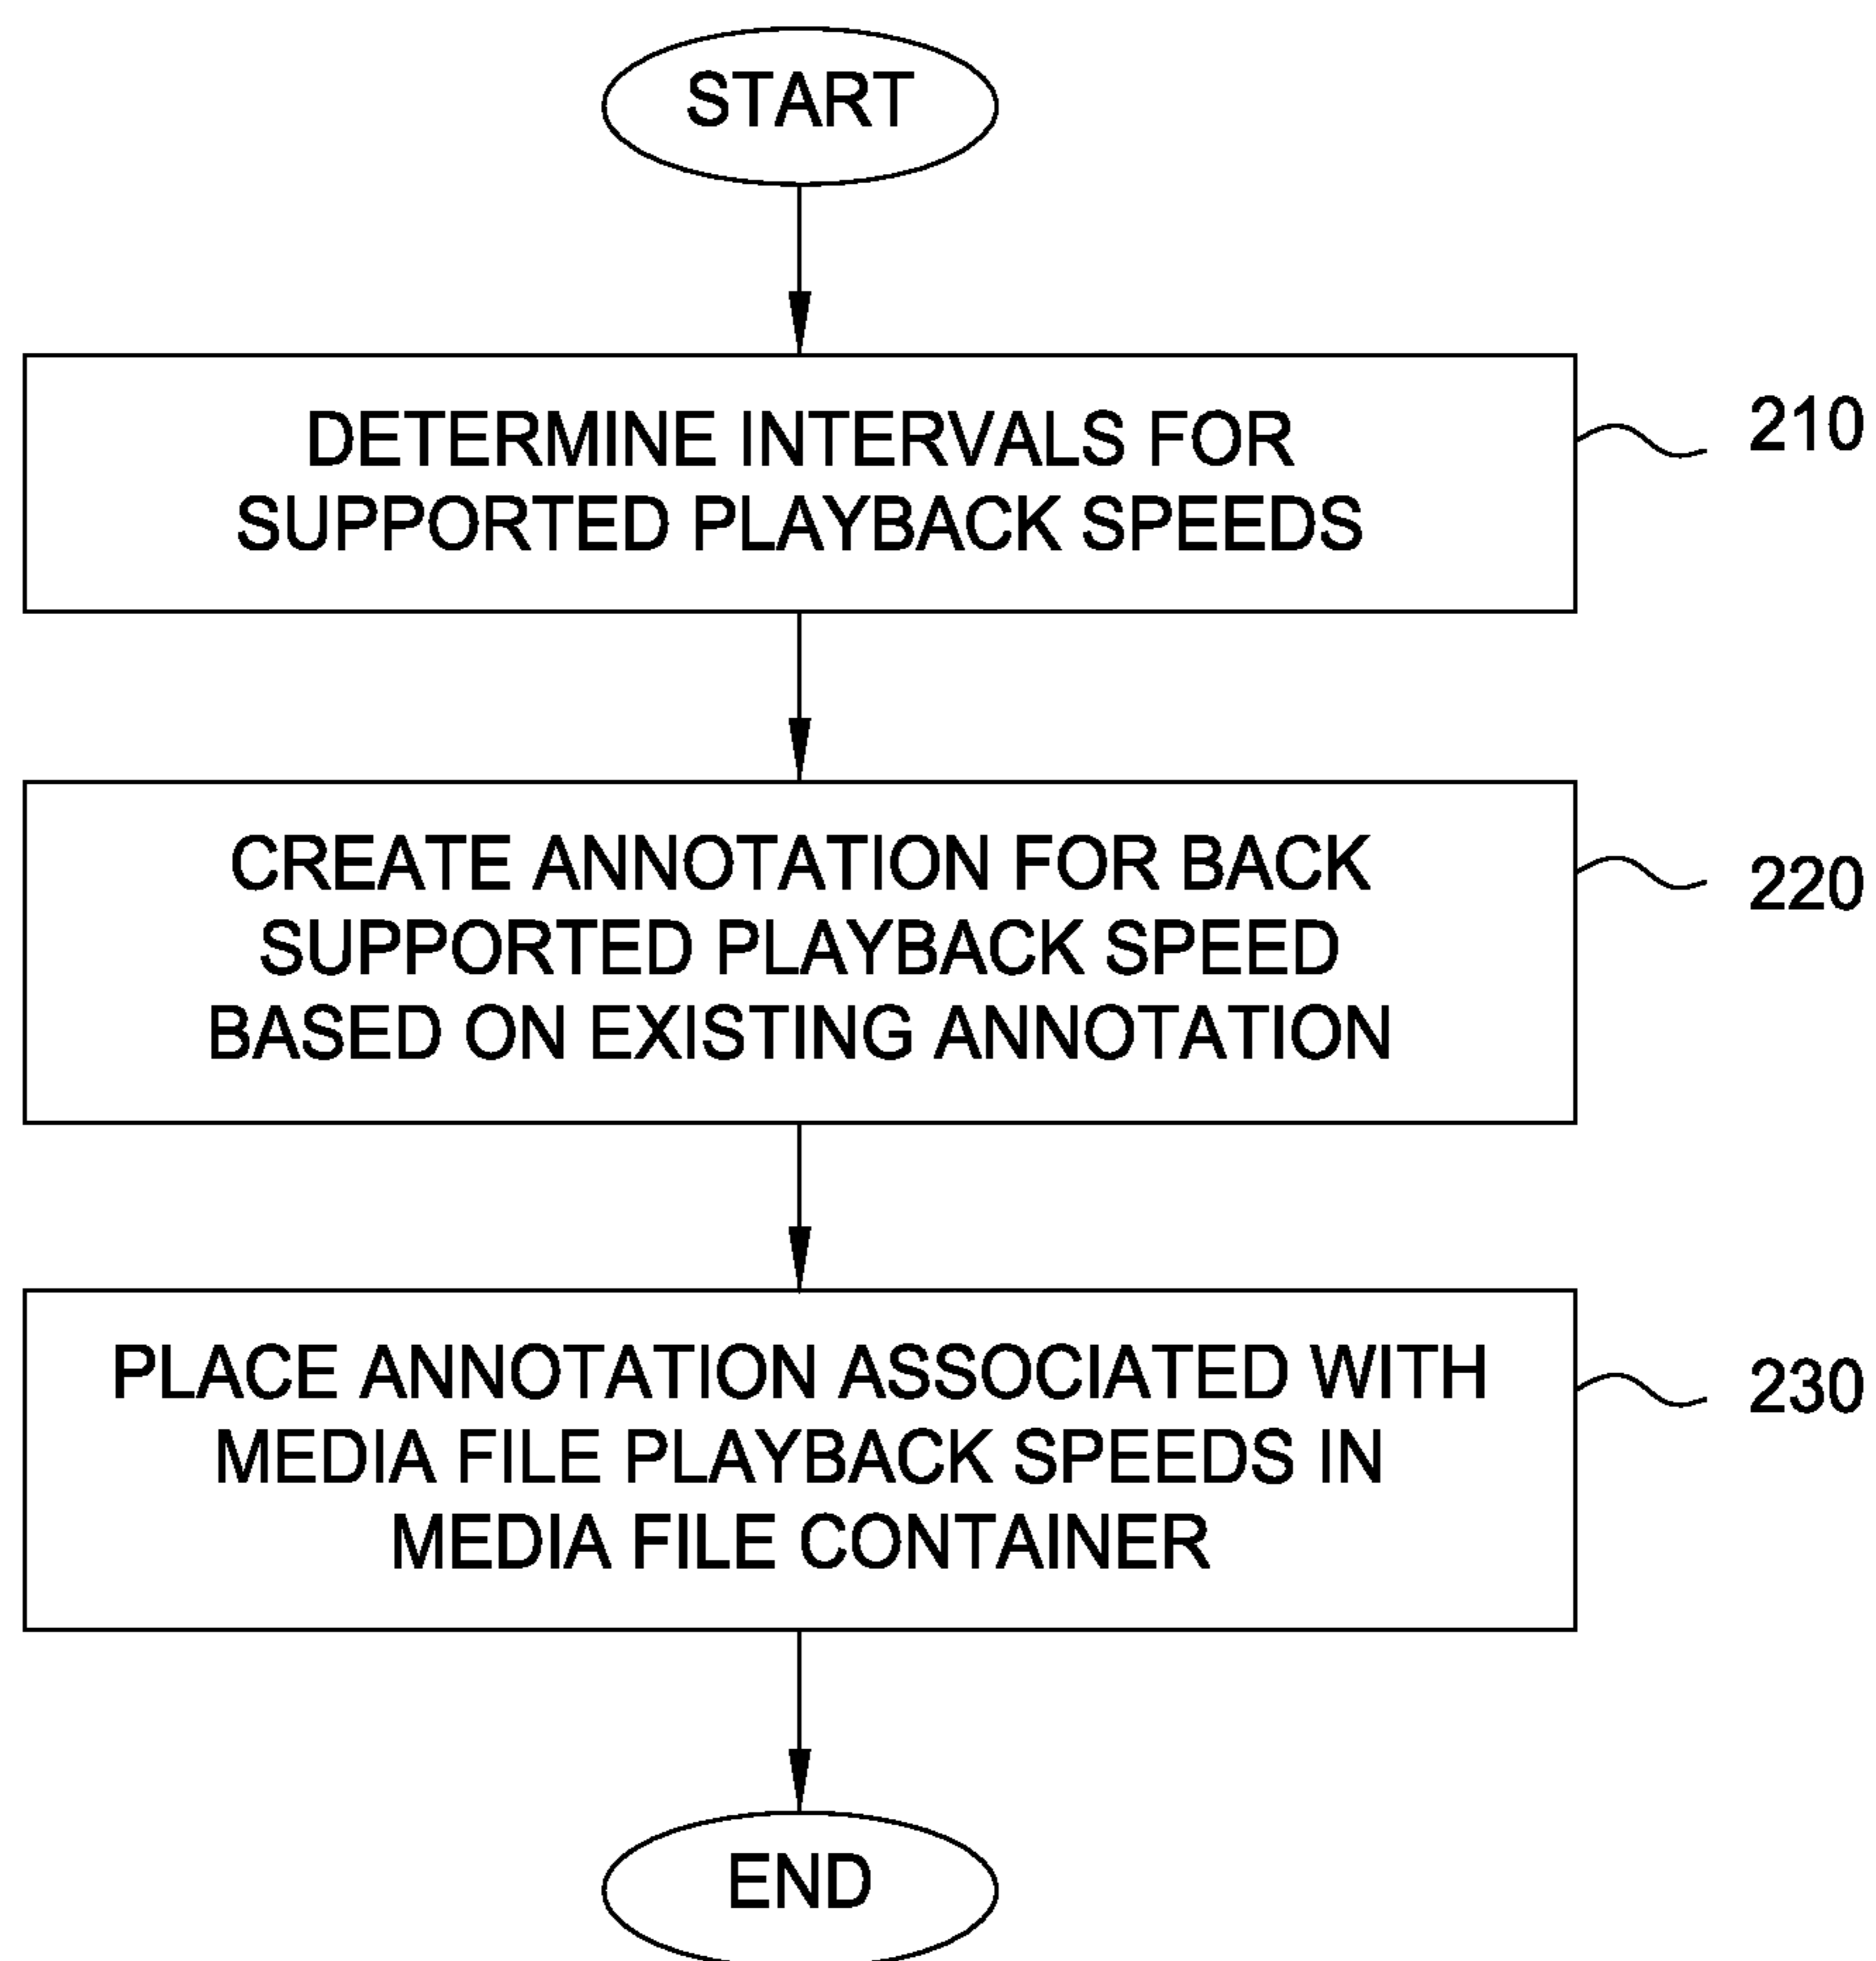 START
DETERMINE INTERVALS FOR
SUPPORTED PLAYBACK SPEEDS
210
CREATE ANNOTATION FOR BACK
SUPPORTED PLAYBACK SPEED
BASED ON EXISTING ANNOTATION
220
PLACE ANNOTATION ASSOCIATED WITH
MEDIA FILE PLAYBACK SPEEDS IN
MEDIA FILE CONTAINER
230
END